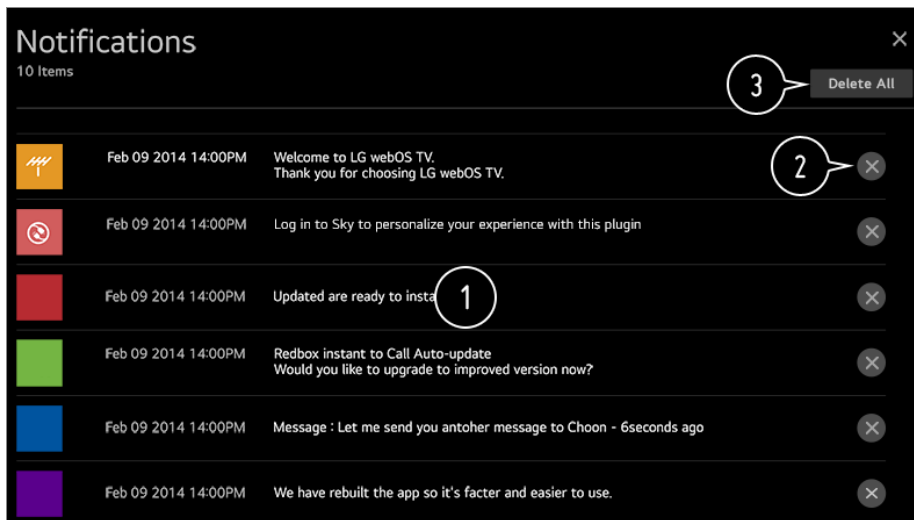 Notifications
10 Items
3
Delete All
Feb 09 2014 14:00PM
Welcome to LG webOS TV.
Thank you for choosing LG webOS TV.
2
Feb 09 2014 14:00PM
Log in to Sky to personalize your experience with this plugin
Feb 09 2014 14:00PM
Updated are ready to insta
1
Feb 09 2014 14:00PM
Redbox instant to Call Auto-update
Would you like to upgrade to improved version now?
Feb 09 2014 14:00PM
Message : Let me send you antoher message to Choon - 6seconds ago
Feb 09 2014 14:00PM
We have rebuilt the app so it's facter and easier to use.